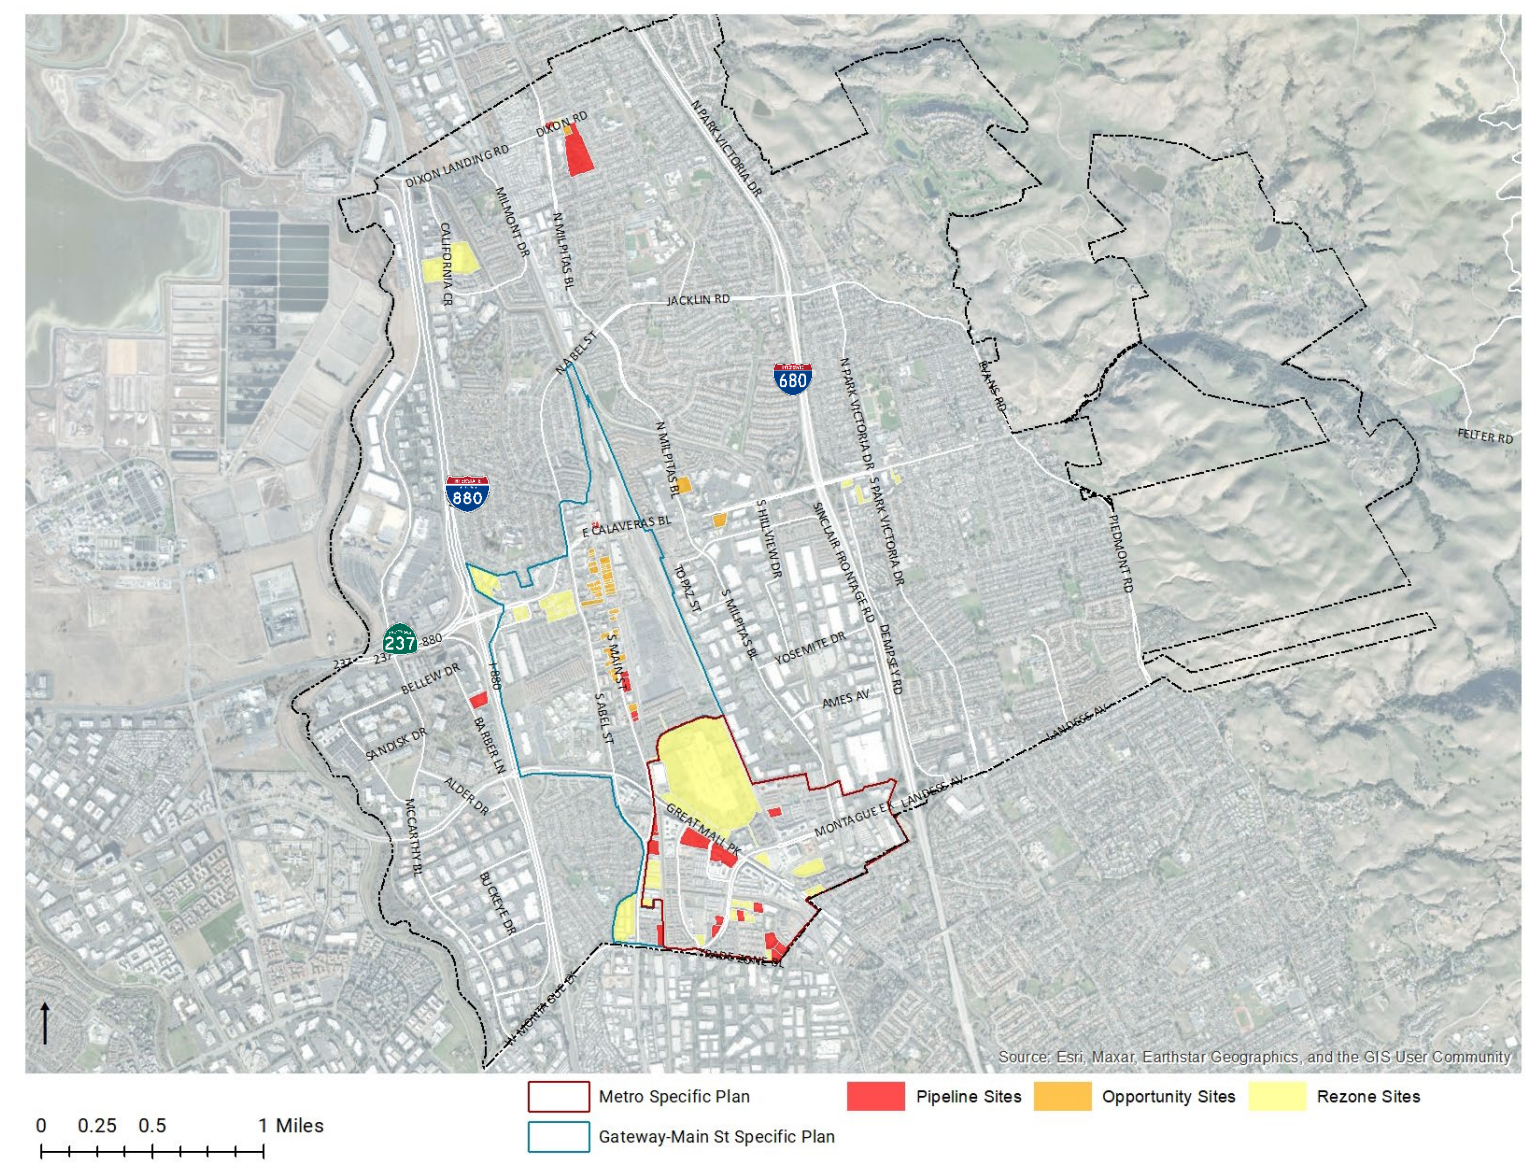 DIXON RD
DIXON LANDING RD
N PARK VICTORIA DR
MILMONT DR
N MILPITAS BL
CALIFORNIA CR
JACKLIN RD
N ABEL ST
680
N PARK VICTORIA DR
EVANS RD
FELTER RD
N MILPITAS BL
880
E CALAVERAS BL
S HILLVIEW DR
SINCLAIR FRONTAGE RD
S PARK VICTORIA DR
PIEDMONT RD
TOPAZ ST
S MILPITAS BL
237
237
237
-880
I-880
BELLEW DR
S MAIN ST
YOSEMITE DR
DEMPSEY RD
AMES AV
S ABEL ST
BARBER LN
SANDISK DR
LANDESS AV
ALDER DR
MCCARTHY BL
GREAT MALL PK
MONTAGUE EX
LANDESS AV
BUCKEYE DR
TRADE ZONE BL
W MONTAGUE EX
Source: Esri, Maxar, Earthstar Geographics, and the GIS User Community
0 0.25 0.5 1 Miles
Metro Specific Plan
Pipeline Sites
Opportunity Sites
Rezone Sites
Gateway-Main St Specific Plan